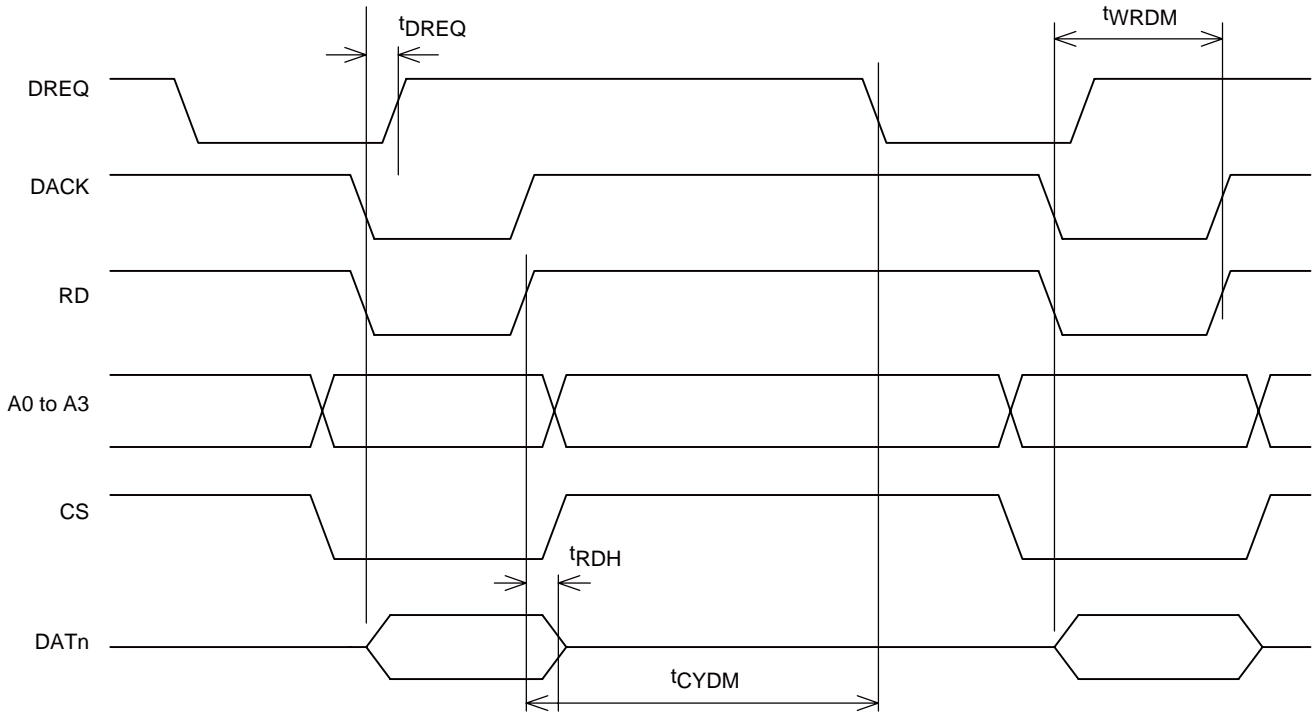 tDREQ
tWRDM
DREQ
DACK
RD
A0 to A3
CS
tRDH
DATn
tCYDM